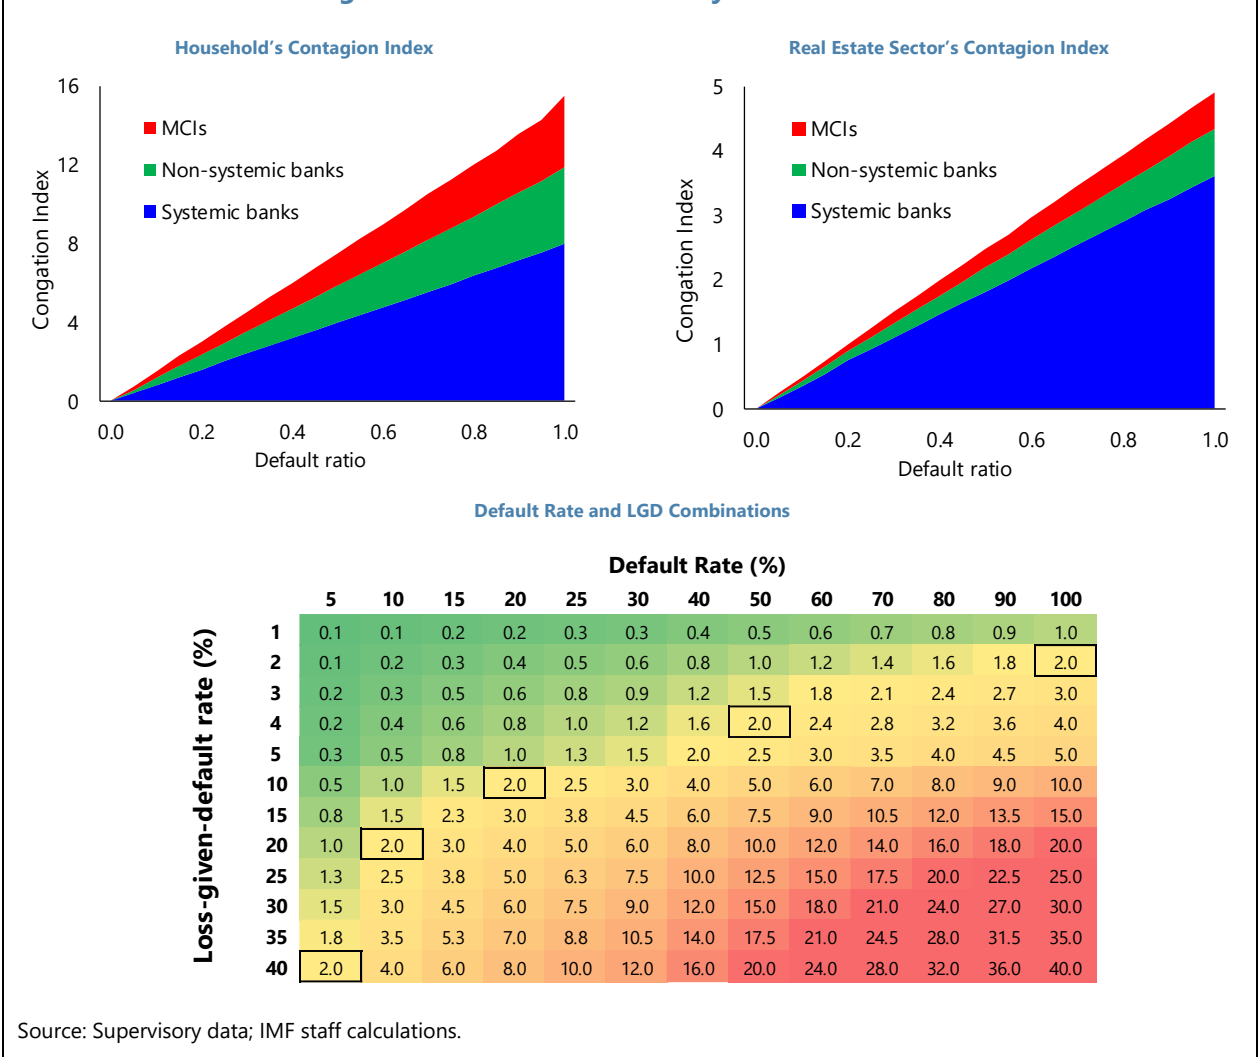 Household’s Contagion Index
Real Estate Sector’s Contagion Index
16
12
8
4
0
Congation Index
MCIs
Non-systemic banks
Systemic banks
0.0 0.2 0.4 0.6 0.8 1.0
Default ratio
5
4
3
2
1
0
Congation Index
MCIs
Non-systemic banks
Systemic banks
0.0 0.2 0.4 0.6 0.8 1.0
Default ratio
Default Rate and LGD Combinations
Default Rate (%)
5 10 15 20 25 30 40 50 60 70 80 90 100
Loss-given-default rate (%)
1 0.1 0.1 0.2 0.2 0.3 0.3 0.4 0.5 0.6 0.7 0.8 0.9 1.0
2 0.1 0.2 0.3 0.4 0.5 0.6 0.8 1.0 1.2 1.4 1.6 1.8 2.0
3 0.2 0.3 0.5 0.6 0.8 0.9 1.2 1.5 1.8 2.1 2.4 2.7 3.0
4 0.2 0.4 0.6 0.8 1.0 1.2 1.6 2.0 2.4 2.8 3.2 3.6 4.0
5 0.3 0.5 0.8 1.0 1.3 1.5 2.0 2.5 3.0 3.5 4.0 4.5 5.0
10 0.5 1.0 1.5 2.0 2.5 3.0 4.0 5.0 6.0 7.0 8.0 9.0 10.0
15 0.8 1.5 2.3 3.0 3.8 4.5 6.0 7.5 9.0 10.5 12.0 13.5 15.0
20 1.0 2.0 3.0 4.0 5.0 6.0 8.0 10.0 12.0 14.0 16.0 18.0 20.0
25 1.3 2.5 3.8 5.0 6.3 7.5 10.0 12.5 15.0 17.5 20.0 22.5 25.0
30 1.5 3.0 4.5 6.0 7.5 9.0 12.0 15.0 18.0 21.0 24.0 27.0 30.0
35 1.8 3.5 5.3 7.0 8.8 10.5 14.0 17.5 21.0 24.5 28.0 31.5 35.0
40 2.0 4.0 6.0 8.0 10.0 12.0 16.0 20.0 24.0 28.0 32.0 36.0 40.0
Source: Supervisory data; IMF staff calculations.